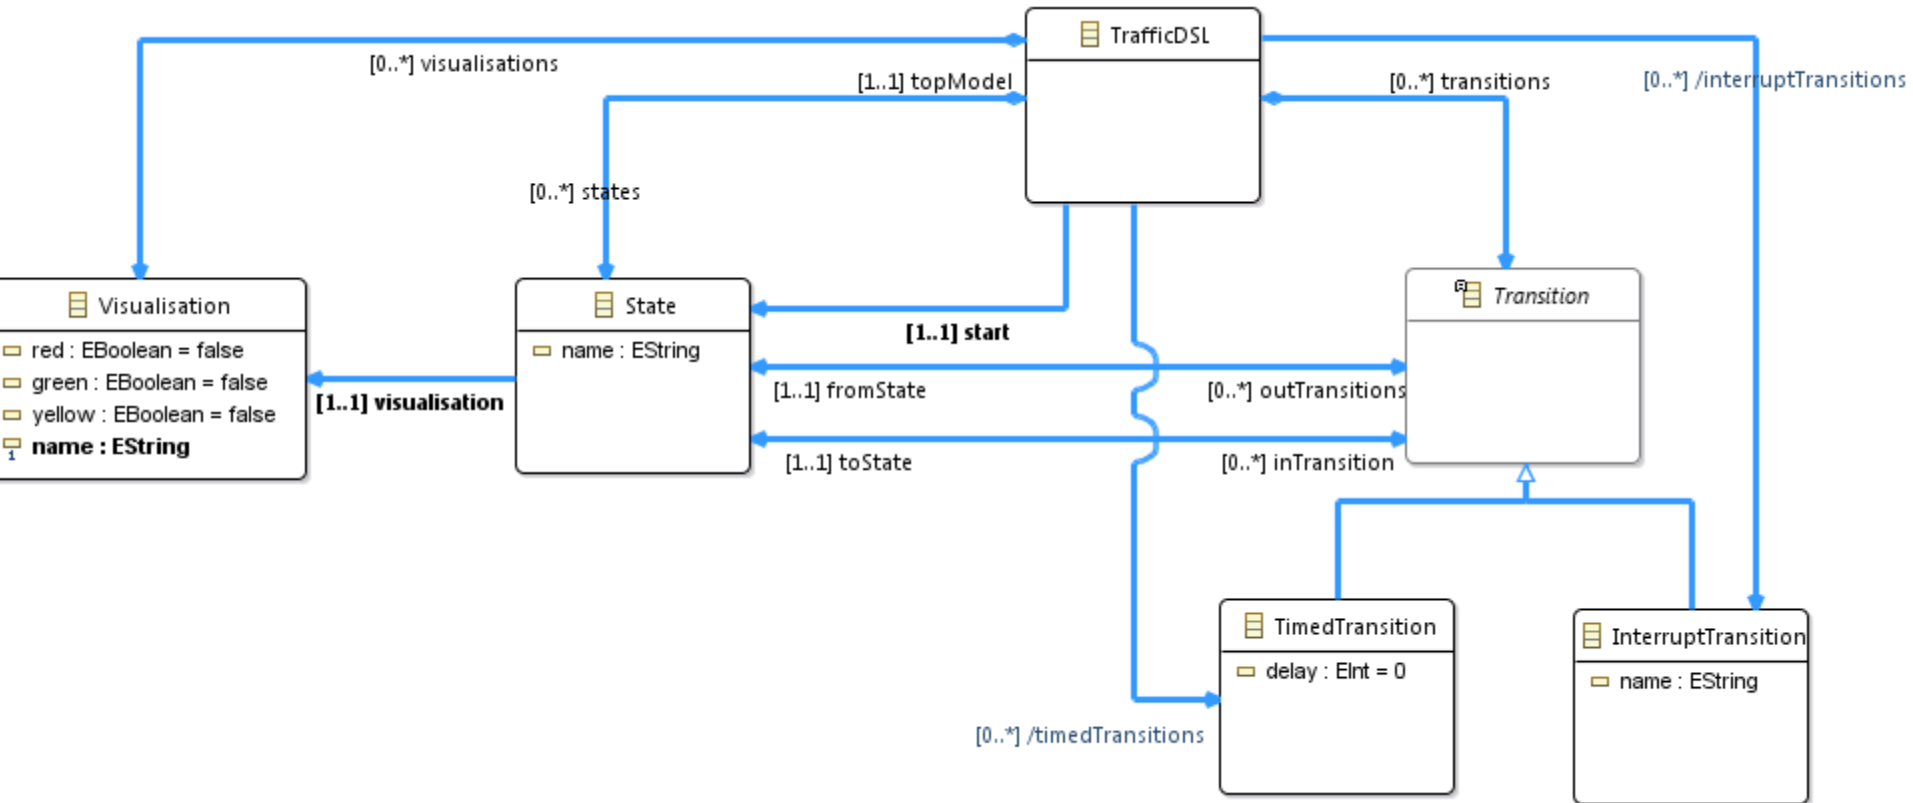 TrafficDSL
[0..*] visualisations
[1..1] topModel
[0..*] transitions
[0..*] /interruptTransitions
[0..*] states
Visualisation
red : EBoolean = false
green : EBoolean = false
yellow : EBoolean = false
1 name : EString
[1..1] visualisation
State
name : EString
[1..1] start
[1..1] fromState
[0..*] outTransitions
[1..1] toState
[0..*] inTransition
Transition
TimedTransition
delay : EInt = 0
[0..*] /timedTransitions
InterruptTransition
name : EString